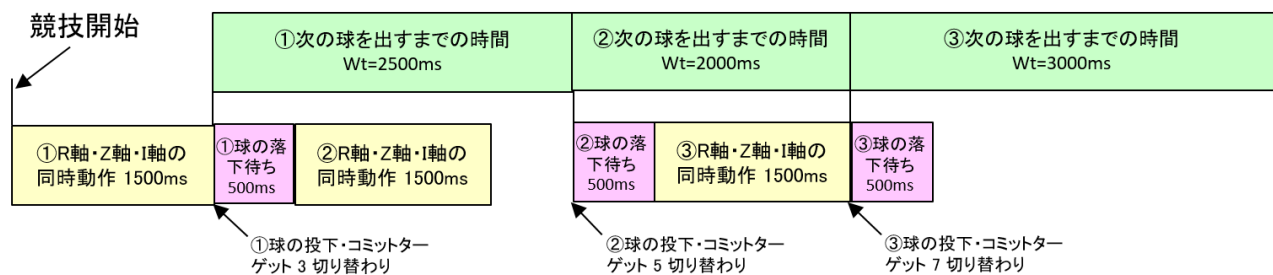 競技開始
①次の球を出すまでの時間
Wt=2500ms
②次の球を出すまでの時間
Wt=2000ms
③次の球を出すまでの時間
Wt=3000ms
①R軸・Z軸・I軸の
同時動作 1500ms
①球の落
下待ち
500ms
②R軸・Z軸・I軸の
同時動作 1500ms
②球の落
下待ち
500ms
③R軸・Z軸・I軸の
同時動作 1500ms
③球の落
下待ち
500ms
①球の投下・コミットター
ゲット 3 切り替わり
②球の投下・コミットター
ゲット 5 切り替わり
③球の投下・コミットター
ゲット 7 切り替わり